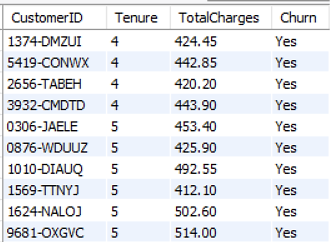 CustomerID Tenure TotalCharges Churn
1374-DMZUI 4 424.45 Yes
5419-CONWX 4 442.85 Yes
2656-TABEH 4 420.20 Yes
3932-CMDTD 4 443.90 Yes
0306-JAELE 5 453.40 Yes
0876-WDUUZ 5 425.90 Yes
1010-DIAUQ 5 492.55 Yes
1569-TTNYJ 5 412.10 Yes
1624-NALOJ 5 502.60 Yes
9681-OXGVC 5 514.00 Yes